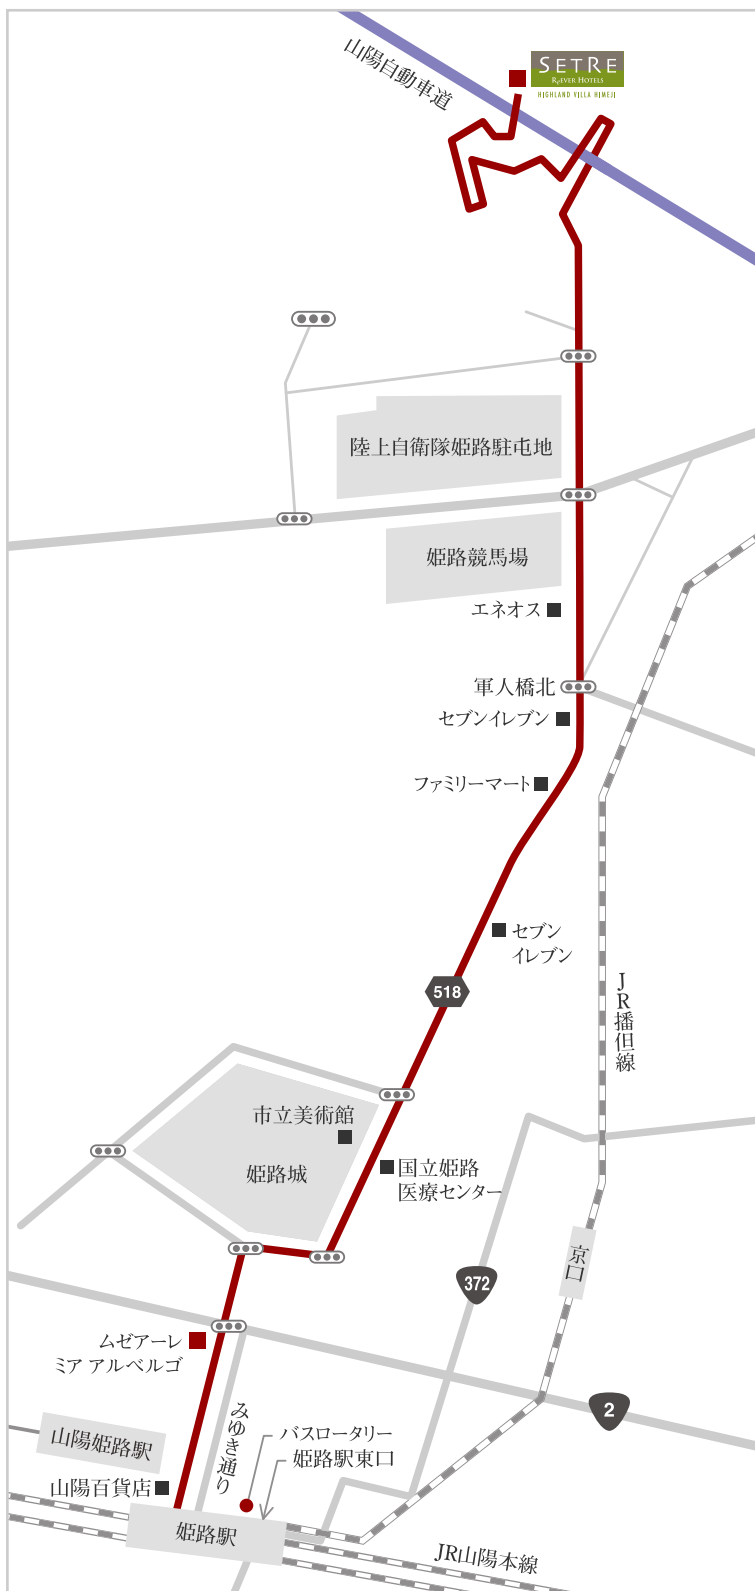 山陽自動車道
SETRE
RE:EVER HOTELS
HIGHLAND VILLA HIMEJI
陸上自衛隊姫路駐屯地
姫路競馬場
エネオス
軍人橋北
セブンイレブン
ファミリーマート
セブン
イレブン
518
JR播但線
市立美術館
姫路城
国立姫路
医療センター
京口
372
ムゼアーレ
ミア アルベルゴ
2
みゆき通り
バスロータリー
姫路駅東口
山陽姫路駅
山陽百貨店
姫路駅
JR山陽本線